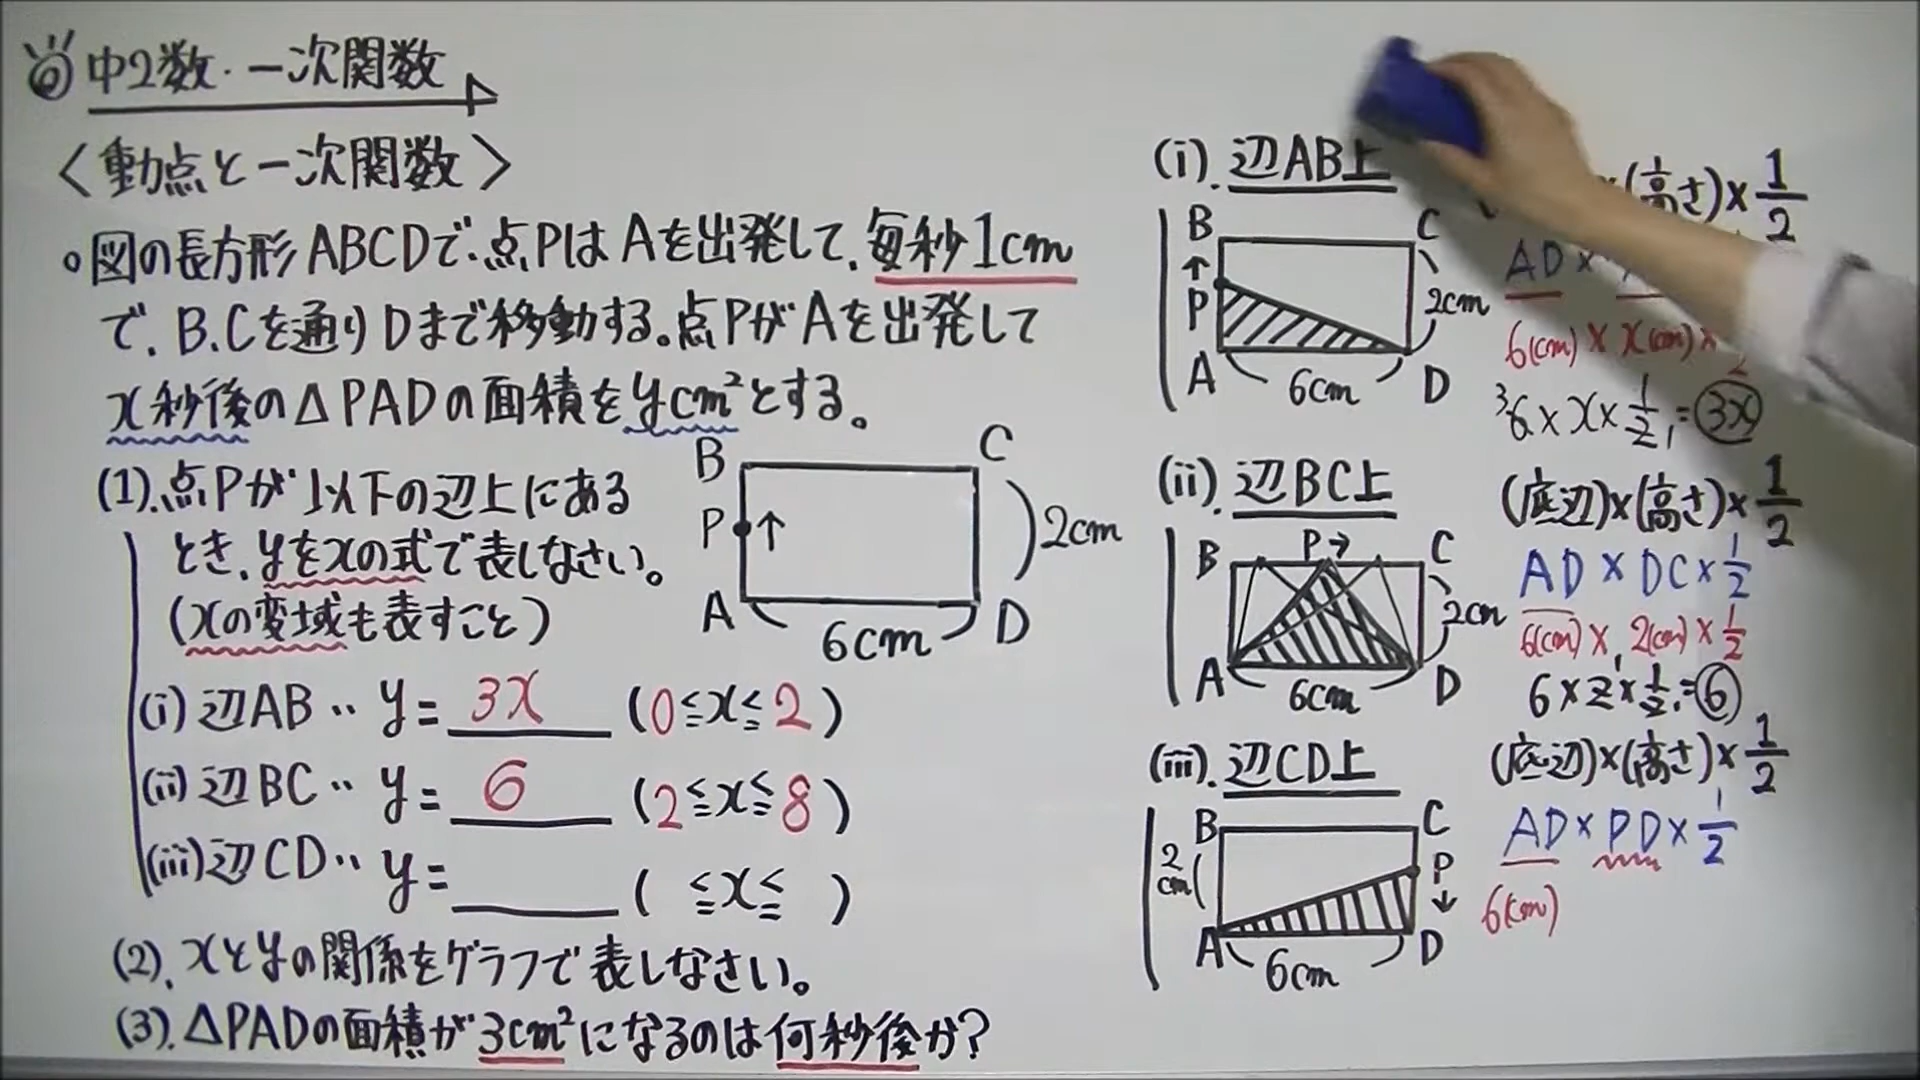 中2数・一次関数
〈動点と一次関数〉
図の長方形ABCDで、点PはAを出発して、毎秒1cm
で、B、Cを通りDまで移動する。点PがAを出発して
x秒後の△PADの面積をycm²とする。
(1).点Pが以下の辺上にある
とき、yをxの式で表しなさい。
(xの変域も表すこと)
(i)辺AB‥ y= 3x (0≦x≦2)
(ii)辺BC‥ y= 6 (2≦x≦8)
(iii)辺CD‥ y= ( ≦x≦ )
(2).xとyの関係をグラフで表しなさい。
(3).△PADの面積が3cm²になるのは何秒後か?
B C
P ↑
2cm
A D
6cm
(i).辺AB上
B C
↑
P
2cm
A D
6cm
×(高さ)×1/2
AD×
6(cm)×x(cm)×
6×x×1/2=3x
(ii).辺BC上
B P→ C
2cm
A D
6cm
(底辺)×(高さ)×1/2
AD×DC×1/2
6(cm)×2(cm)×1/2
6×2×1/2=6
(iii).辺CD上
B C
2cm
P
↓
A D
6cm
(底辺)×(高さ)×1/2
AD×PD×1/2
6(cm)